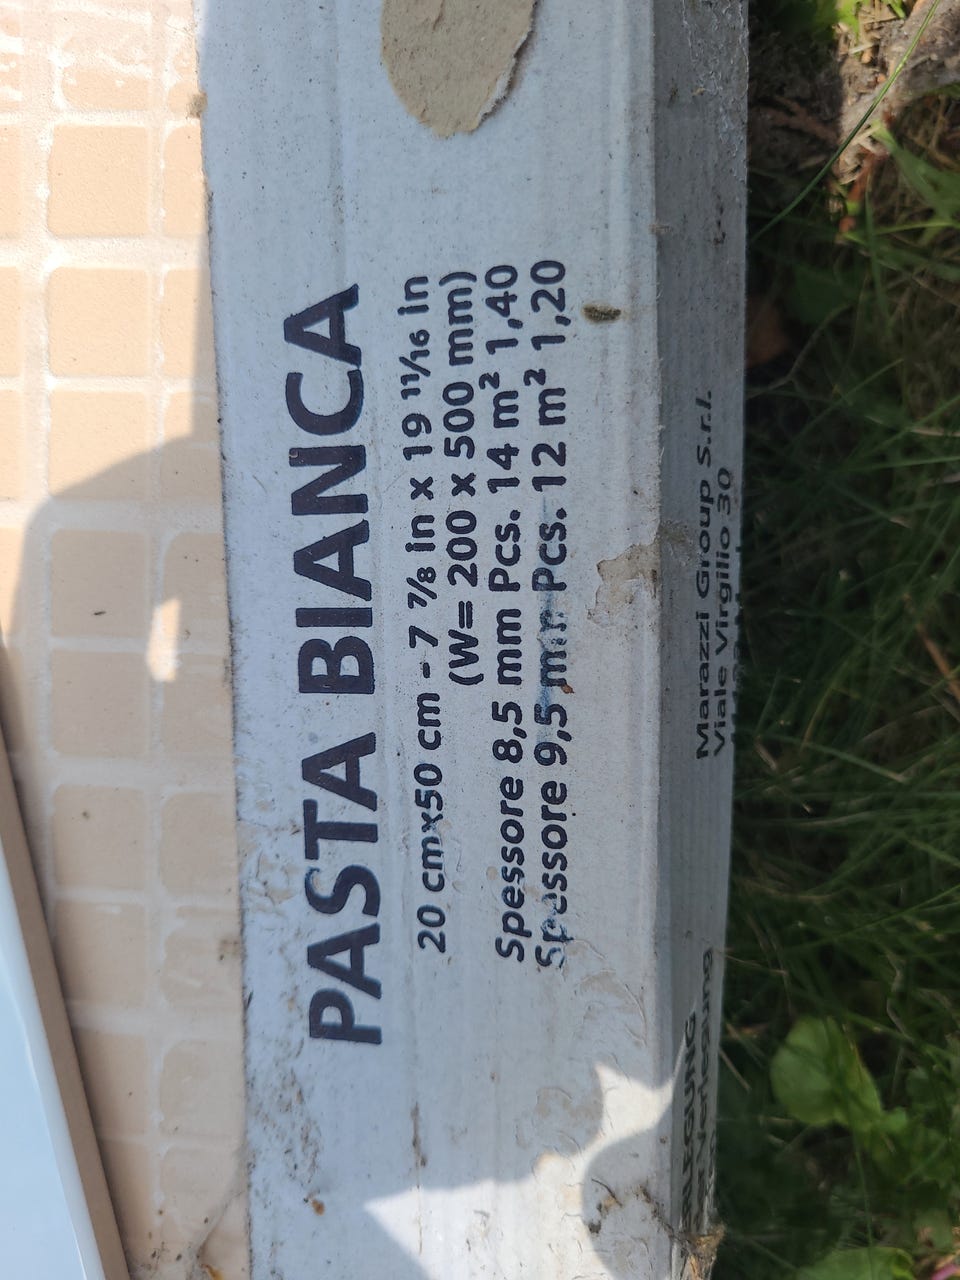 PASTA BIANCA
20 cmx50 cm - 7 7/8 in x 19 11/16 in
(W= 200 x 500 mm)
Spessore 8,5 mm Pcs. 14 m² 1,40
Spessore 9,5 mm Pcs. 12 m² 1,20
Marazzi Group S.r.l.
Viale Virgilio 30